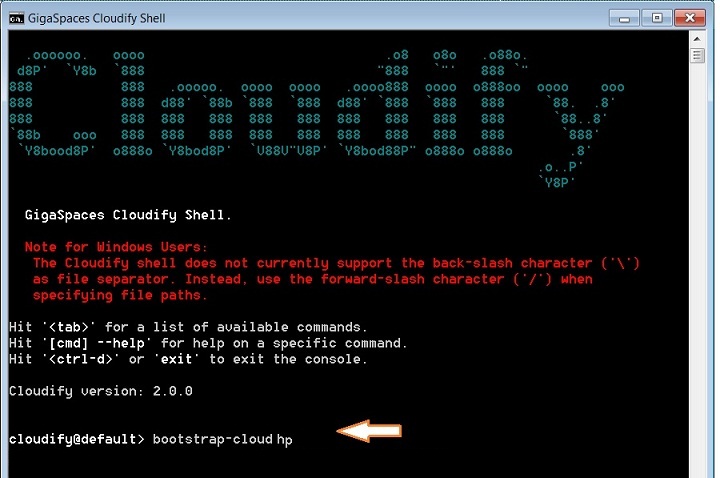 GigaSpaces Cloudify Shell
Cloudify
GigaSpaces Cloudify Shell.
Note for Windows Users:
The Cloudify shell does not currently support the back-slash character ('\')
as file separator. Instead, use the forward-slash character ('/') when
specifying file paths.
Hit '<tab>' for a list of available commands.
Hit '[cmd] --help' for help on a specific command.
Hit '<ctrl-d>' or 'exit' to exit the console.
Cloudify version: 2.0.0
cloudify@default> bootstrap-cloud hp